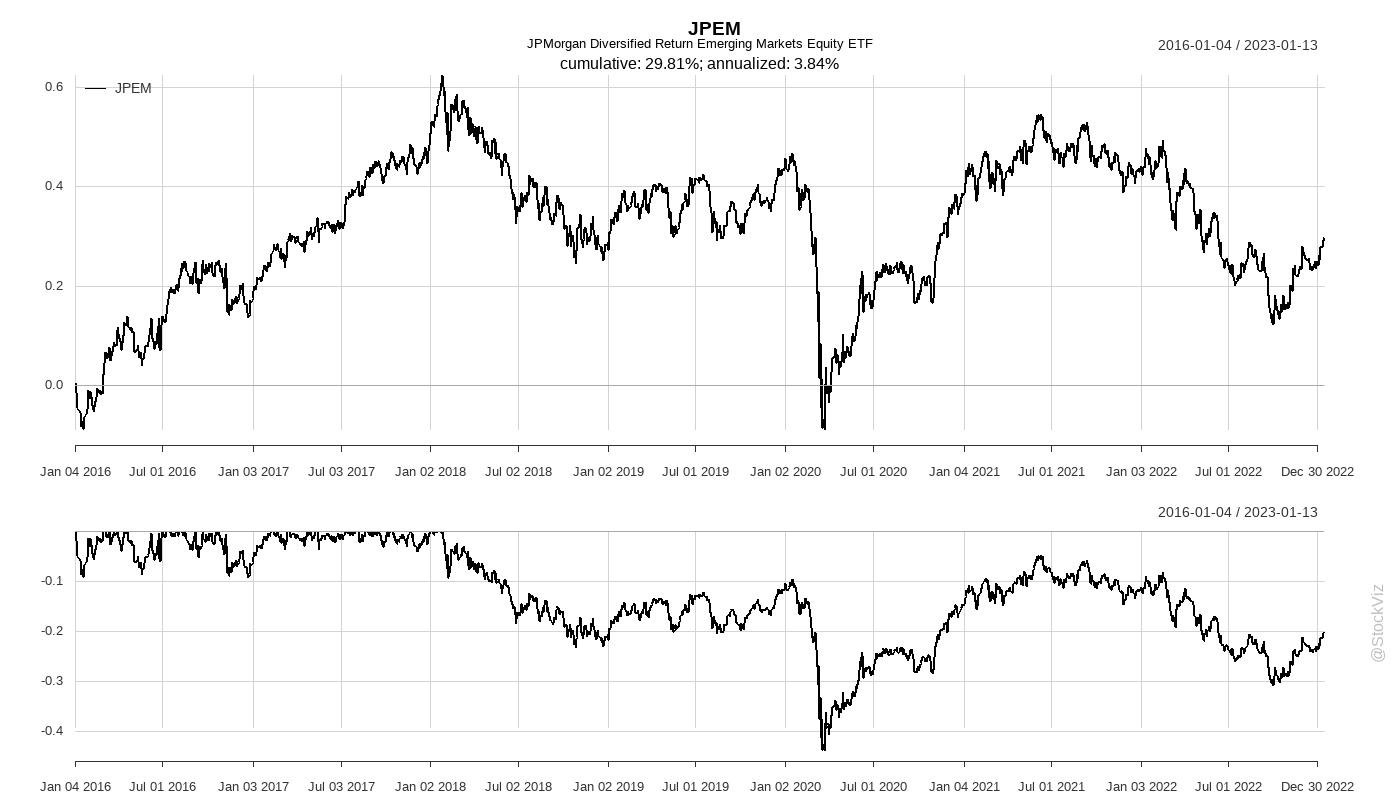 JPEM
JPMorgan Diversified Return Emerging Markets Equity ETF
cumulative: 29.81%; annualized: 3.84%
2016-01-04 / 2023-01-13
JPEM
0.6
0.4
0.2
0.0
Jan 04 2016 Jul 01 2016 Jan 03 2017 Jul 03 2017 Jan 02 2018 Jul 02 2018 Jan 02 2019 Jul 01 2019 Jan 02 2020 Jul 01 2020 Jan 04 2021 Jul 01 2021 Jan 03 2022 Jul 01 2022 Dec 30 2022
2016-01-04 / 2023-01-13
-0.1
-0.2
-0.3
-0.4
Jan 04 2016 Jul 01 2016 Jan 03 2017 Jul 03 2017 Jan 02 2018 Jul 02 2018 Jan 02 2019 Jul 01 2019 Jan 02 2020 Jul 01 2020 Jan 04 2021 Jul 01 2021 Jan 03 2022 Jul 01 2022 Dec 30 2022
@StockViz